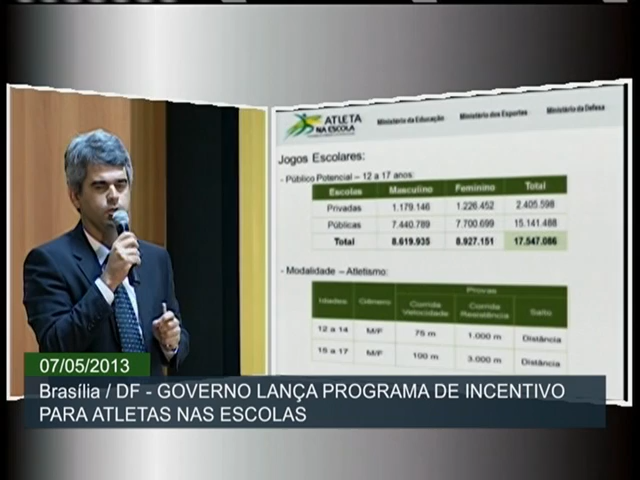 ATLETA
NA ESCOLA
Ministério da Educação
Ministério dos Esportes
Ministério da Defesa
Jogos Escolares:
- Público Potencial – 12 a 17 anos:
Escolas Masculino Feminino Total
Privadas 1.179.146 1.226.452 2.405.598
Públicas 7.440.789 7.700.699 15.141.488
Total 8.619.935 8.927.151 17.547.086
- Modalidade – Atletismo:
Provas
Idades Gênero Corrida Velocidade Corrida Resistência Salto
12 a 14 M/F 75 m 1.000 m Distância
15 a 17 M/F 100 m 3.000 m Distância
07/05/2013
Brasília / DF - GOVERNO LANÇA PROGRAMA DE INCENTIVO
PARA ATLETAS NAS ESCOLAS